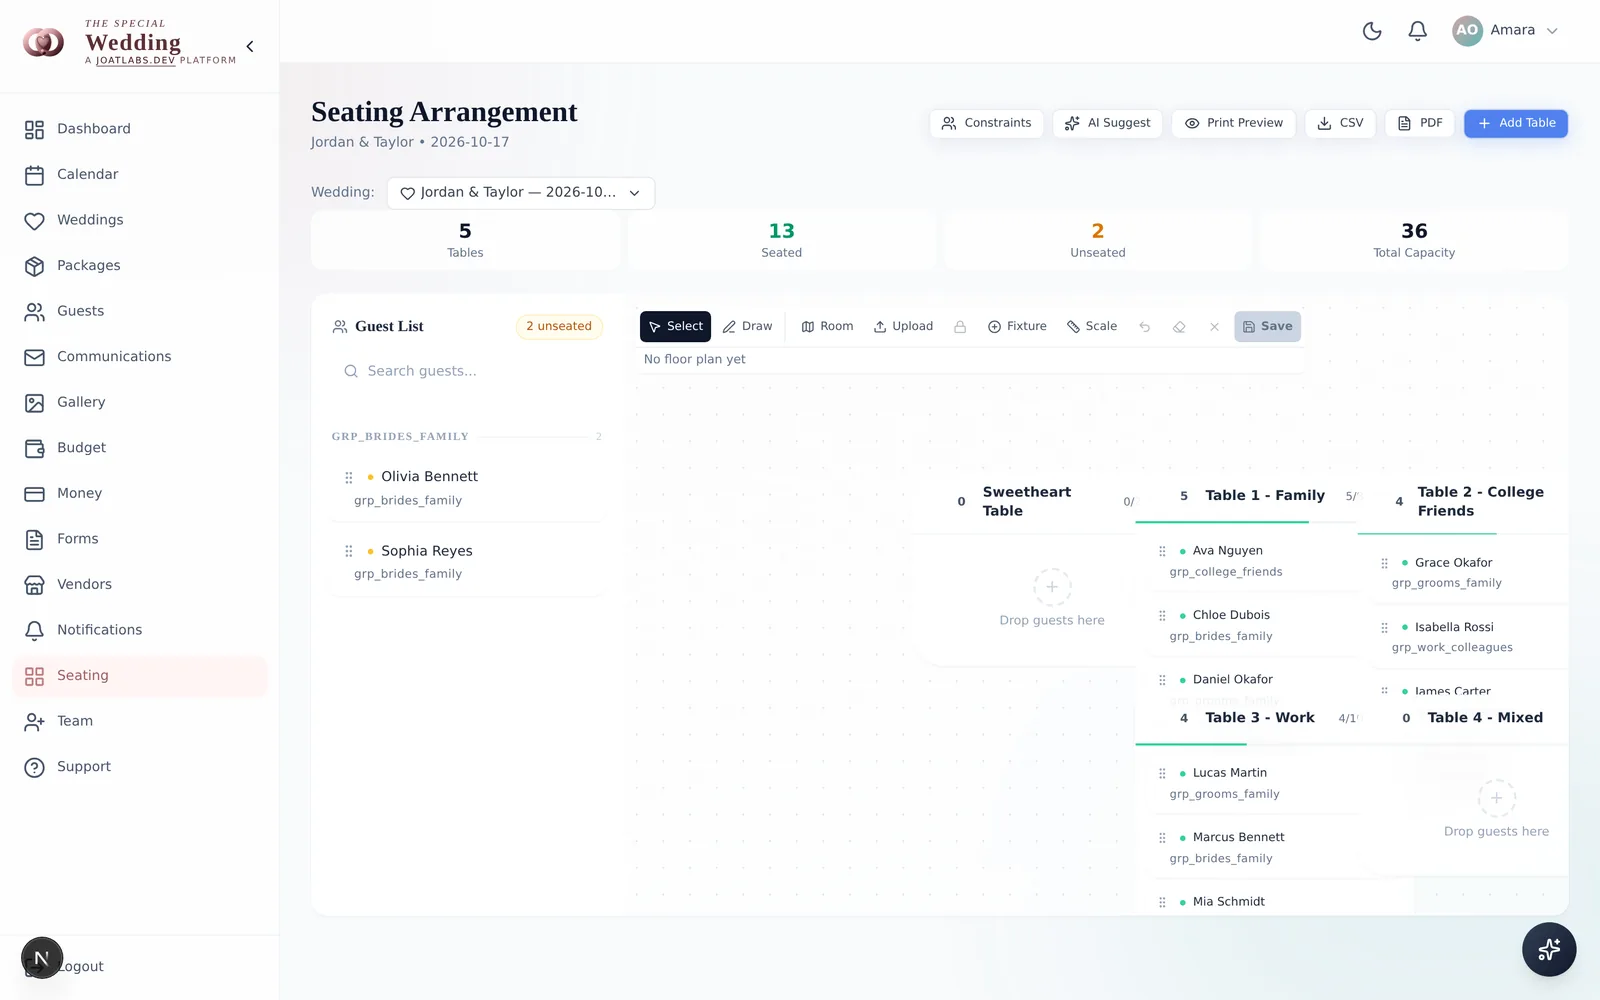 THE SPECIAL
Wedding
A JOATLABS.DEV PLATFORM
AO Amara
Dashboard
Calendar
Weddings
Packages
Guests
Communications
Gallery
Budget
Money
Forms
Vendors
Notifications
Seating
Team
Support
N
Logout
Seating Arrangement
Jordan & Taylor • 2026-10-17
Constraints
AI Suggest
Print Preview
CSV
PDF
Add Table
Wedding:
Jordan & Taylor — 2026-10...
5
Tables
13
Seated
2
Unseated
36
Total Capacity
Guest List
2 unseated
Search guests...
GRP_BRIDES_FAMILY 2
Olivia Bennett
grp_brides_family
Sophia Reyes
grp_brides_family
Select
Draw
Room
Upload
Fixture
Scale
Save
No floor plan yet
0 Sweetheart Table 0/
Drop guests here
5 Table 1 - Family 5/
Ava Nguyen
grp_college_friends
Chloe Dubois
grp_brides_family
Daniel Okafor
grp_grooms_family
4 Table 2 - College Friends
Grace Okafor
grp_grooms_family
Isabella Rossi
grp_work_colleagues
James Carter
4 Table 3 - Work 4/1
Lucas Martin
grp_grooms_family
Marcus Bennett
grp_brides_family
Mia Schmidt
0 Table 4 - Mixed
Drop guests here